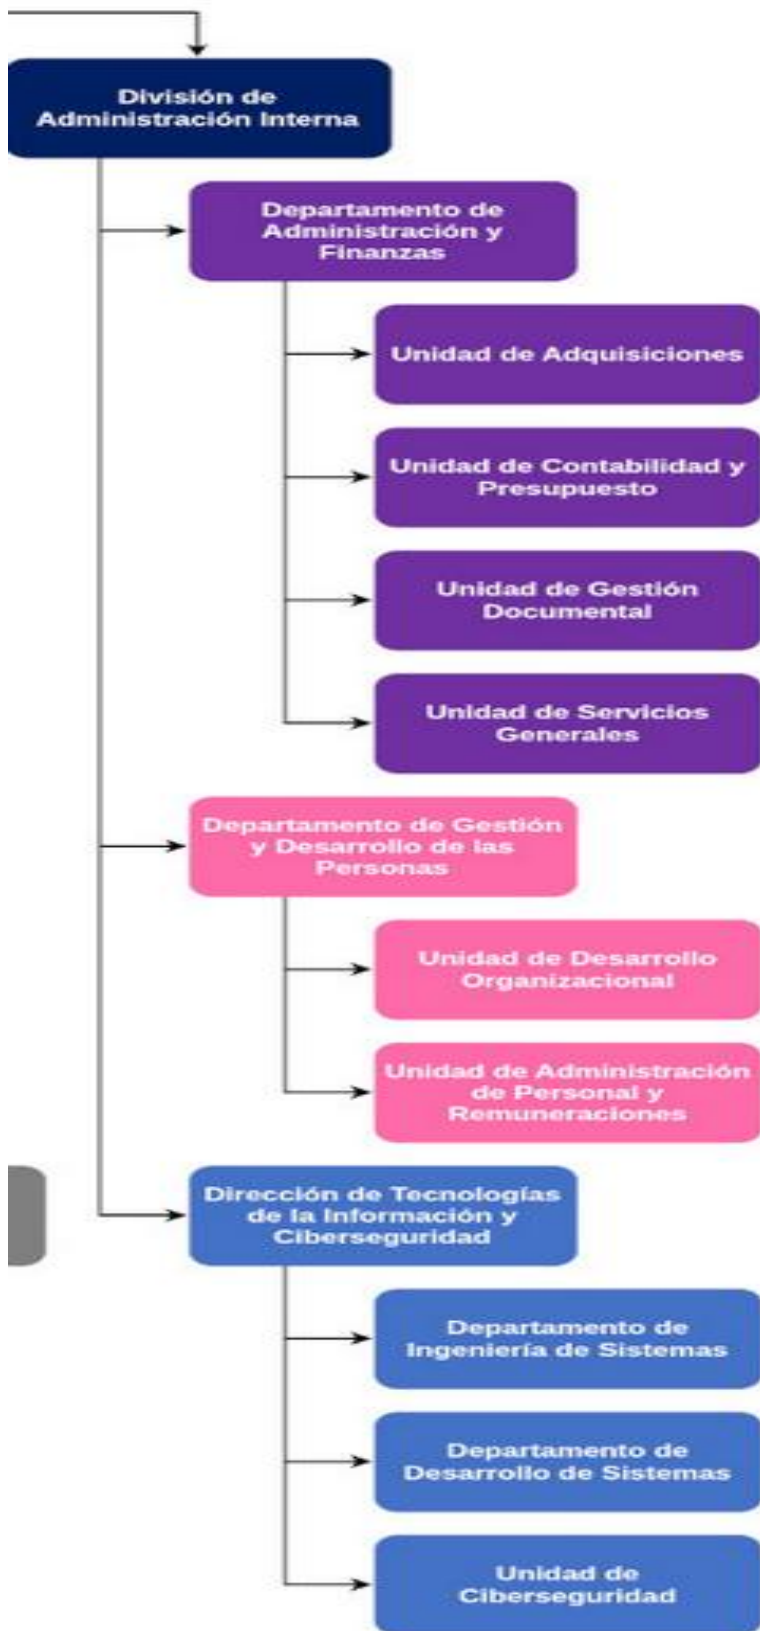 División de
Administración Interna
Departamento de
Administración y
Finanzas
Unidad de Adquisiciones
Unidad de Contabilidad y
Presupuesto
Unidad de Gestión
Documental
Unidad de Servicios
Generales
Departamento de Gestión
y Desarrollo de las
Personas
Unidad de Desarrollo
Organizacional
Unidad de Administración
de Personal y
Remuneraciones
Dirección de Tecnologías
de la Información y
Ciberseguridad
Departamento de
Ingeniería de Sistemas
Departamento de
Desarrollo de Sistemas
Unidad de
Ciberseguridad